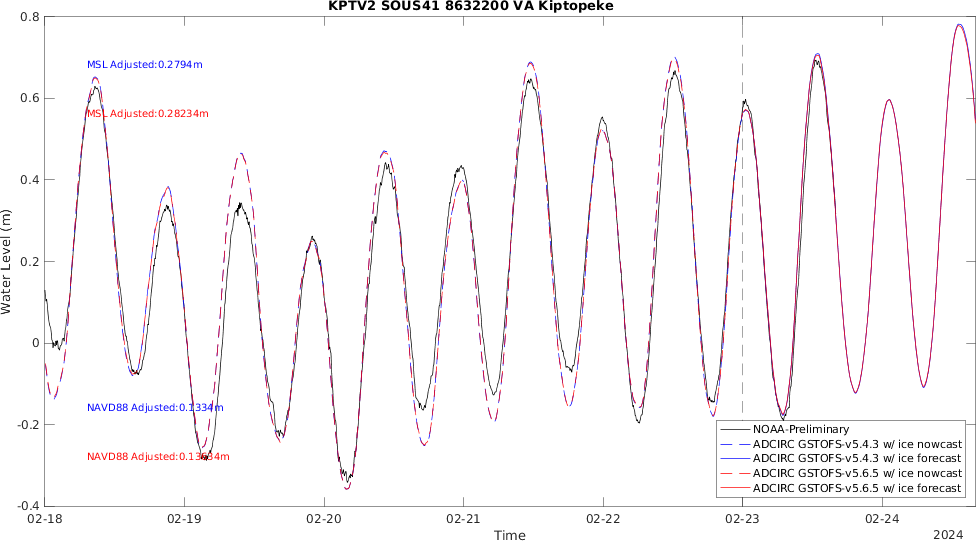 KPTV2 SOUS41 8632200 VA Kiptopeke
0.8
0.6
0.4
0.2
0
-0.2
-0.4
Water Level (m)
MSL Adjusted:0.2794m
MSL Adjusted:0.28234m
NAVD88 Adjusted:0.1334m
NAVD88 Adjusted:0.13634m
NOAA-Preliminary
ADCIRC GSTOFS-v5.4.3 w/ ice nowcast
ADCIRC GSTOFS-v5.4.3 w/ ice forecast
ADCIRC GSTOFS-v5.6.5 w/ ice nowcast
ADCIRC GSTOFS-v5.6.5 w/ ice forecast
02-18 02-19 02-20 02-21 02-22 02-23 02-24
Time
2024